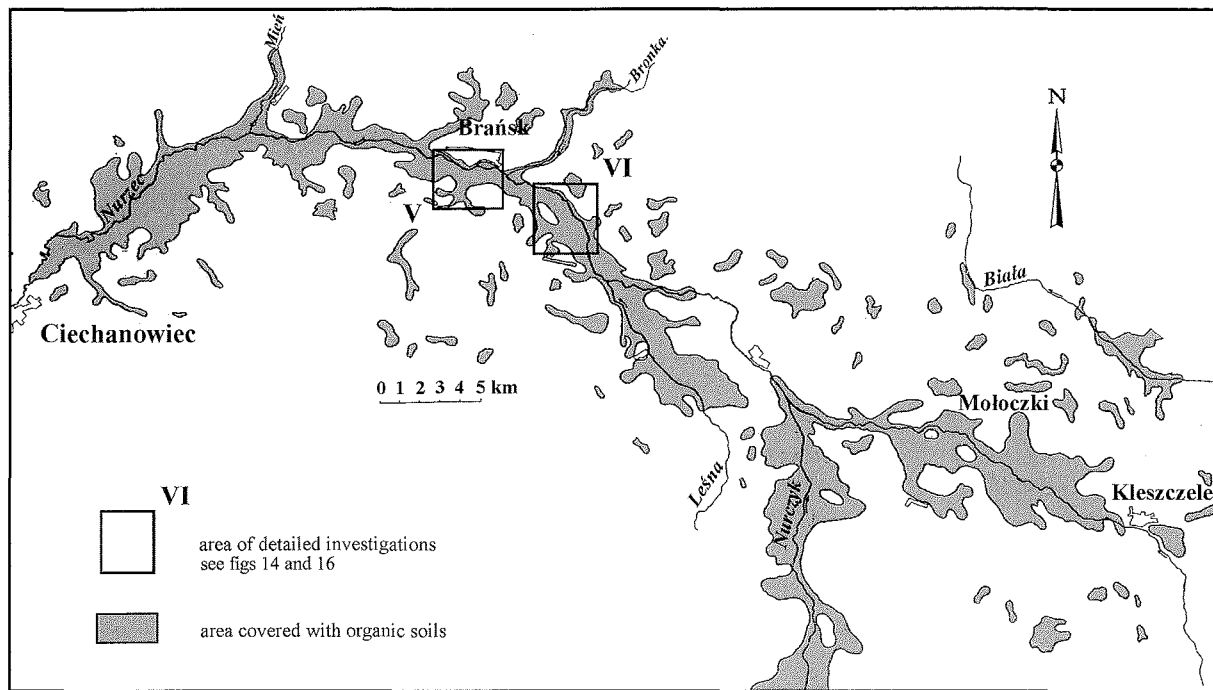 Mień
Bronka
Brańsk
N
VI
Nurzec
V
Biała
Ciechanowiec
0 1 2 3 4 5 km
Mołoczki
Leśna
Kleszczele
Nurczyk
VI
area of detailed investigations
see figs 14 and 16
area covered with organic soils